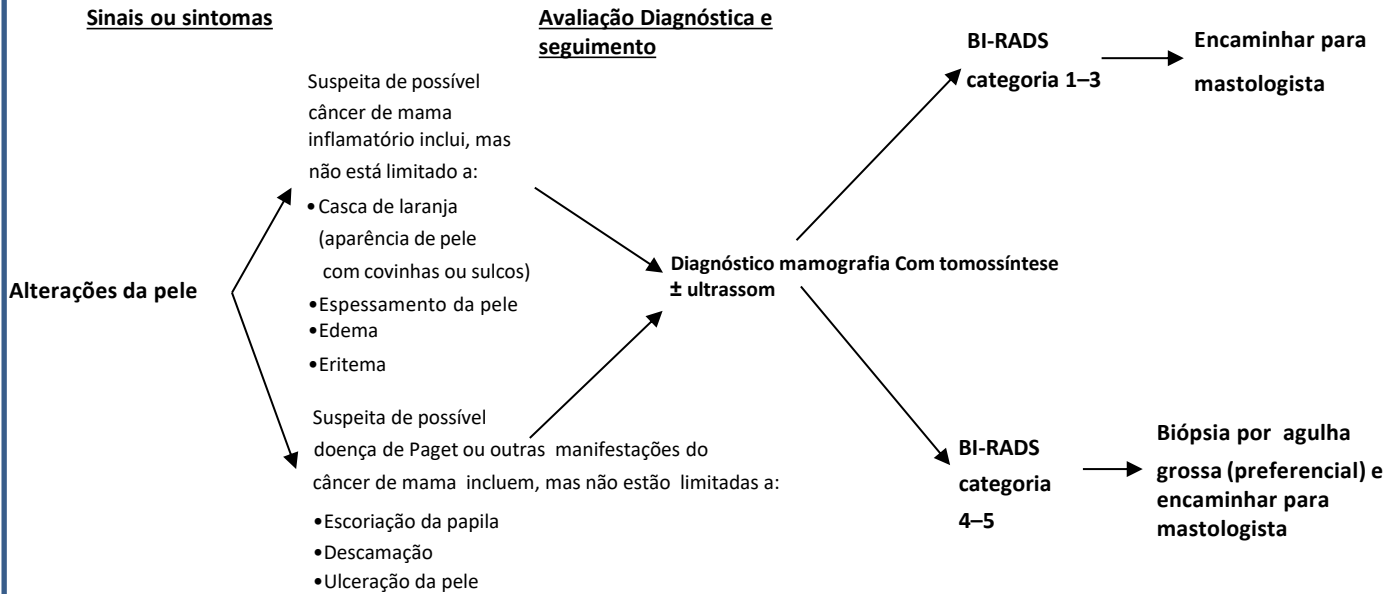 Sinais ou sintomas
Avaliação Diagnóstica e
seguimento
Alterações da pele
Suspeita de possível
câncer de mama
inflamatório inclui, mas
não está limitado a:
•Casca de laranja
(aparência de pele
com covinhas ou sulcos)
•Espessamento da pele
•Edema
•Eritema
Suspeita de possível
doença de Paget ou outras manifestações do
câncer de mama incluem, mas não estão limitadas a:
•Escoriação da papila
•Descamação
•Ulceração da pele
Diagnóstico mamografia Com tomossíntese
± ultrassom
BI-RADS
categoria 1–3
Encaminhar para
mastologista
BI-RADS
categoria
4–5
Biópsia por agulha
grossa (preferencial) e
encaminhar para
mastologista